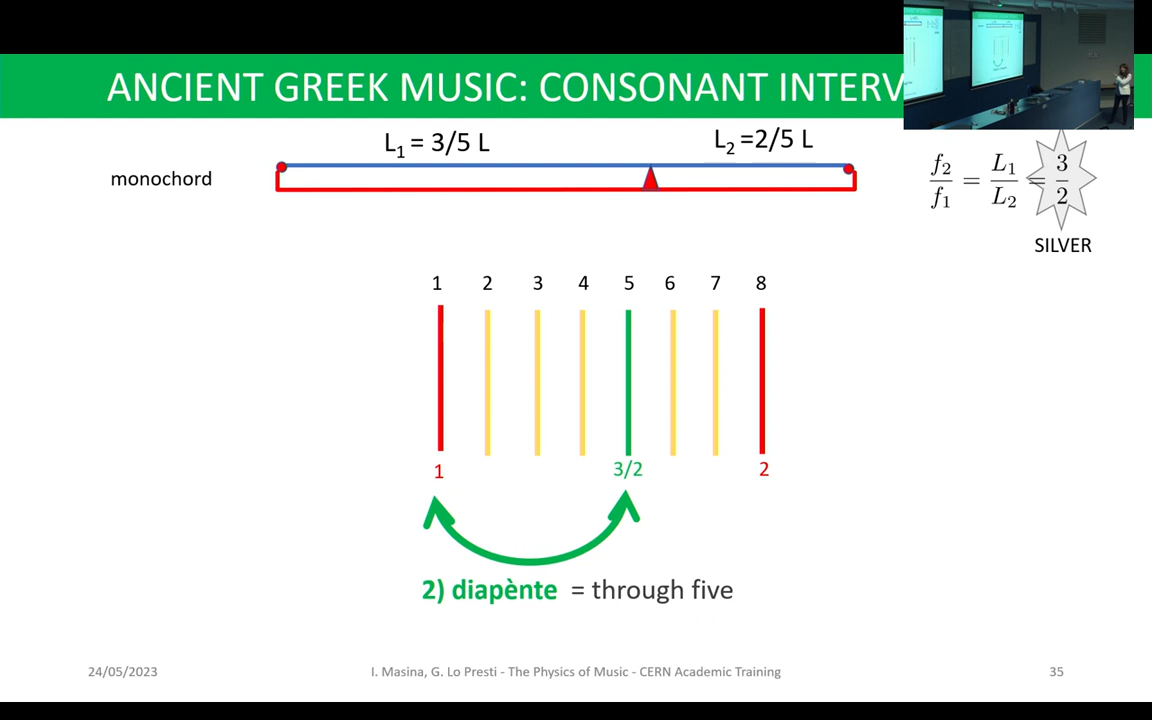 ANCIENT GREEK MUSIC: CONSONANT INTERV
L1 = 3/5 L
L2 =2/5 L
monochord
f2/f1 = L1/L2 = 3/2
SILVER
1 2 3 4 5 6 7 8
1 3/2 2
2) diapènte = through five
24/05/2023
I. Masina, G. Lo Presti - The Physics of Music - CERN Academic Training
35